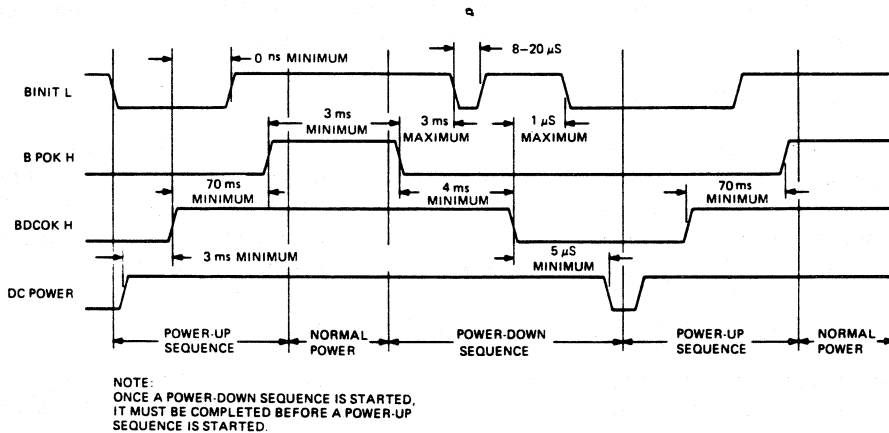 8–20 μS
0 ns MINIMUM
BINIT L
3 ms MINIMUM
3 ms MAXIMUM
1 μS MAXIMUM
B POK H
70 ms MINIMUM
4 ms MINIMUM
70 ms MINIMUM
BDCOK H
3 ms MINIMUM
5 μS MINIMUM
DC POWER
POWER-UP SEQUENCE
NORMAL POWER
POWER-DOWN SEQUENCE
POWER-UP SEQUENCE
NORMAL POWER
NOTE:
ONCE A POWER-DOWN SEQUENCE IS STARTED,
IT MUST BE COMPLETED BEFORE A POWER-UP
SEQUENCE IS STARTED.